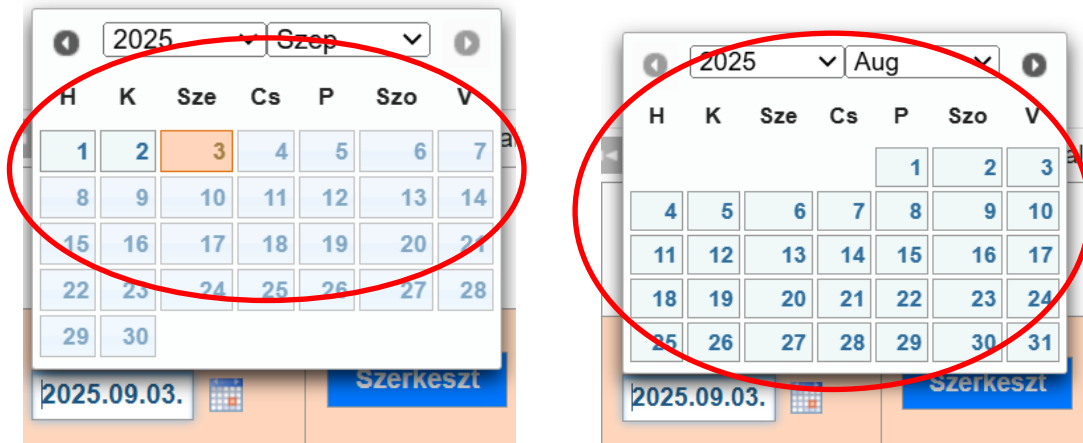 2025 Szep
H K Sze Cs P Szo V
1 2 3 4 5 6 7
8 9 10 11 12 13 14
15 16 17 18 19 20 21
22 23 24 25 26 27 28
29 30
2025.09.03. Szerkeszt
2025 Aug
H K Sze Cs P Szo V
1 2 3
4 5 6 7 8 9 10
11 12 13 14 15 16 17
18 19 20 21 22 23 24
25 26 27 28 29 30 31
2025.09.03. Szerkeszt